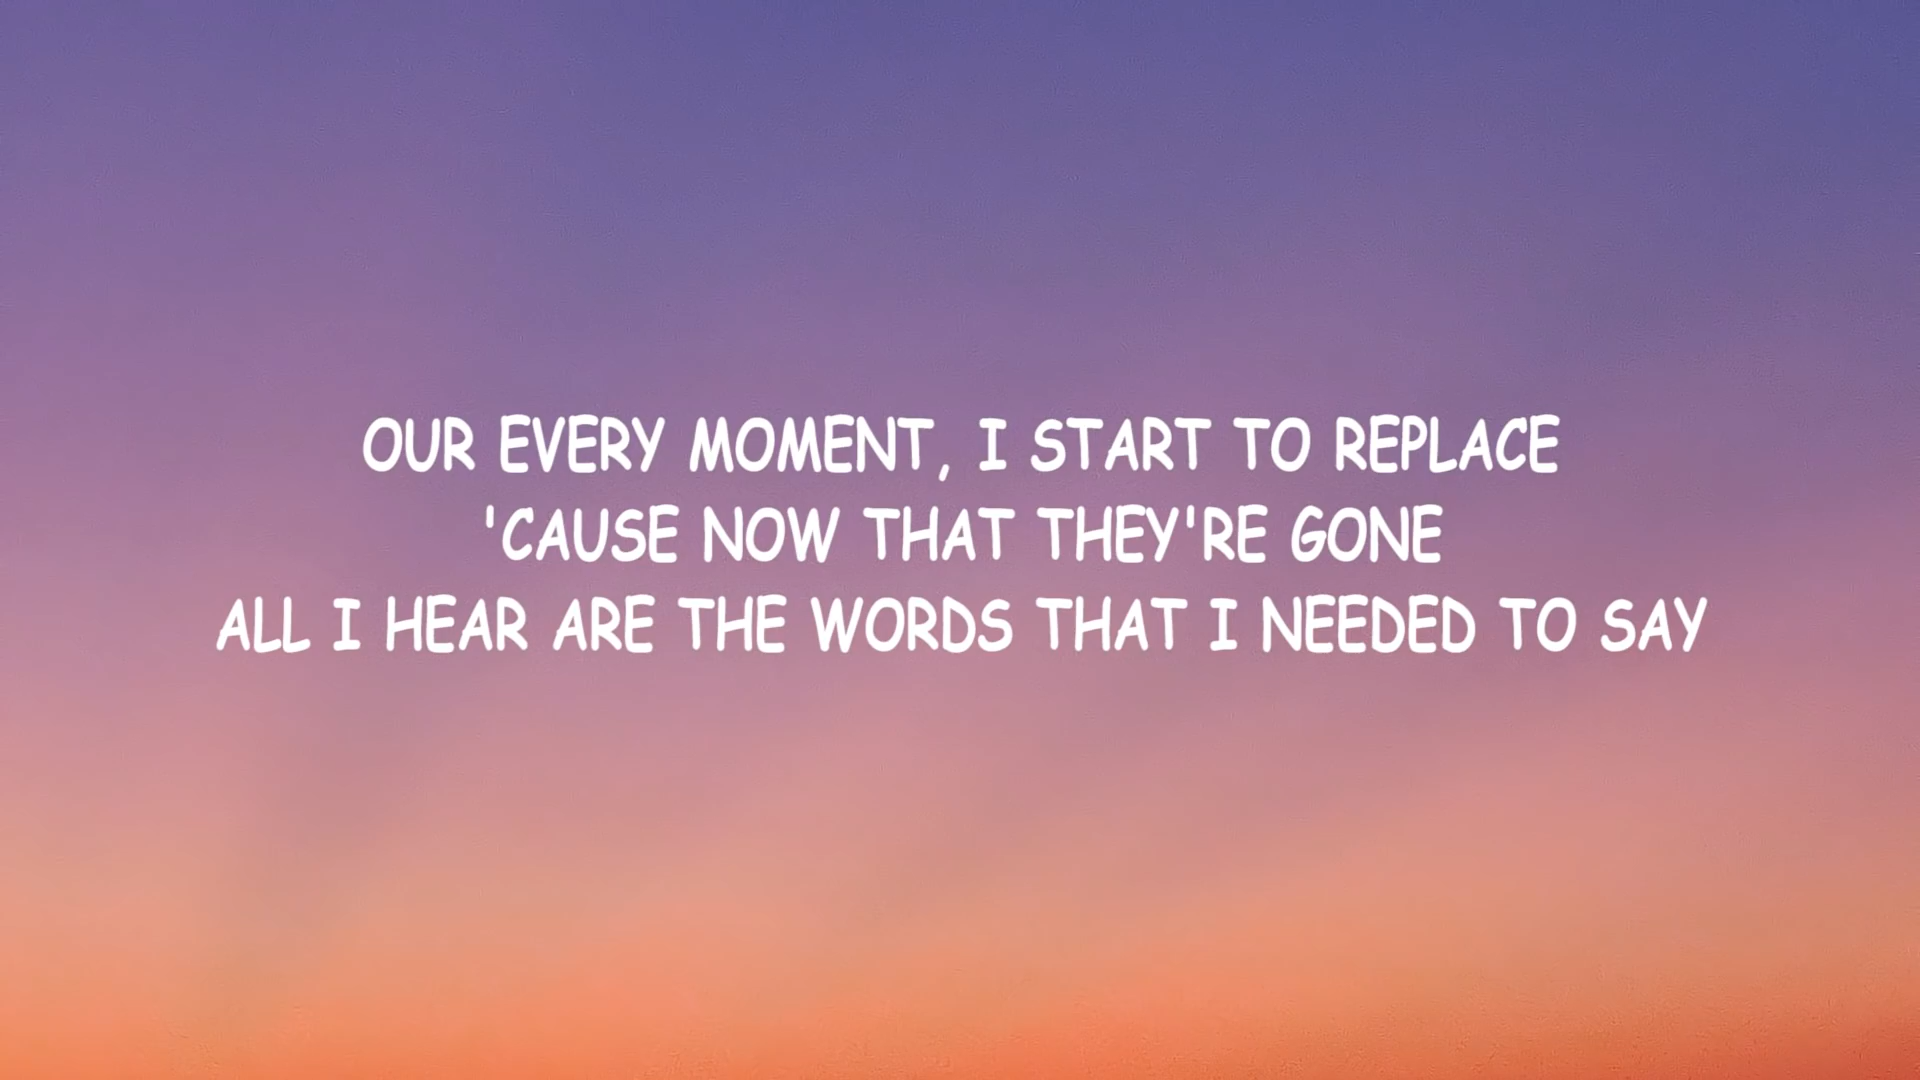 OUR EVERY MOMENT, I START TO REPLACE
'CAUSE NOW THAT THEY'RE GONE
ALL I HEAR ARE THE WORDS THAT I NEEDED TO SAY